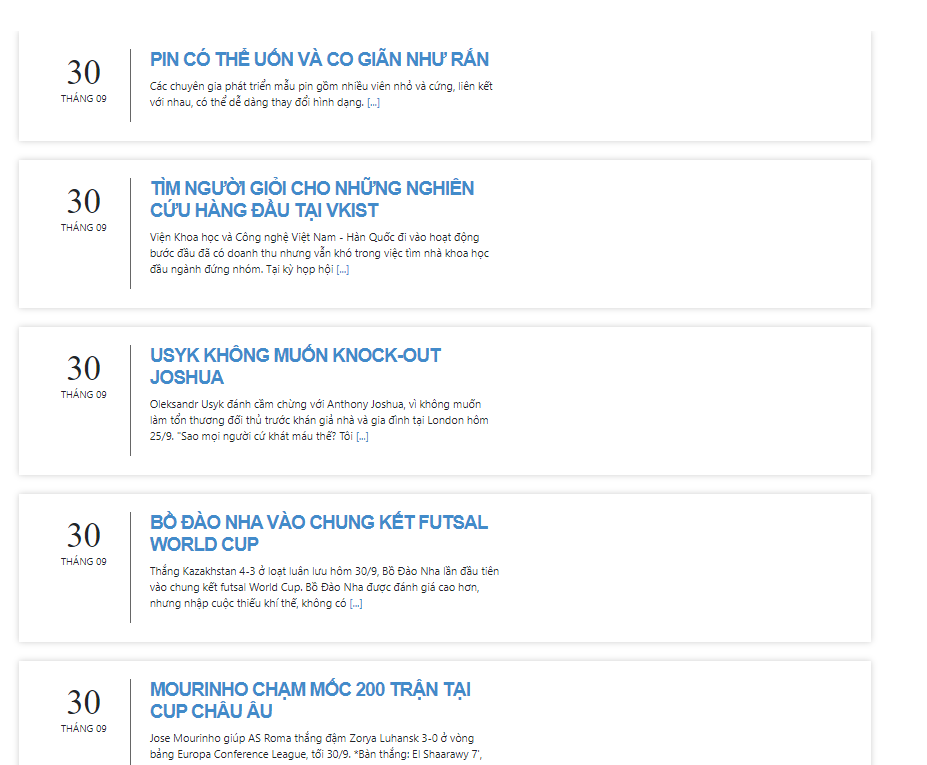 30
THÁNG 09
PIN CÓ THỂ UỐN VÀ CO GIÃN NHƯ RẮN
Các chuyên gia phát triển mẫu pin gồm nhiều viên nhỏ và cứng, liên kết
với nhau, có thể dễ dàng thay đổi hình dạng. [...]
30
THÁNG 09
TÌM NGƯỜI GIỎI CHO NHỮNG NGHIÊN
CỨU HÀNG ĐẦU TẠI VKIST
Viện Khoa học và Công nghệ Việt Nam - Hàn Quốc đi vào hoạt động
bước đầu đã có doanh thu nhưng vẫn khó trong việc tìm nhà khoa học
đầu ngành đứng nhóm. Tại kỳ họp hội [...]
30
THÁNG 09
USYK KHÔNG MUỐN KNOCK-OUT
JOSHUA
Oleksandr Usyk đánh cầm chừng với Anthony Joshua, vì không muốn
làm tổn thương đối thủ trước khán giả nhà và gia đình tại London hôm
25/9. "Sao mọi người cứ khát máu thế? Tôi [...]
30
THÁNG 09
BỒ ĐÀO NHA VÀO CHUNG KẾT FUTSAL
WORLD CUP
Thắng Kazakhstan 4-3 ở loạt luân lưu hôm 30/9, Bồ Đào Nha lần đầu tiên
vào chung kết futsal World Cup. Bồ Đào Nha được đánh giá cao hơn,
nhưng nhập cuộc thiếu khí thế, không có [...]
30
THÁNG 09
MOURINHO CHẠM MỐC 200 TRẬN TẠI
CUP CHÂU ÂU
Jose Mourinho giúp AS Roma thắng đậm Zorya Luhansk 3-0 ở vòng
bảng Europa Conference League, tối 30/9. *Bàn thắng: El Shaarawy 7',